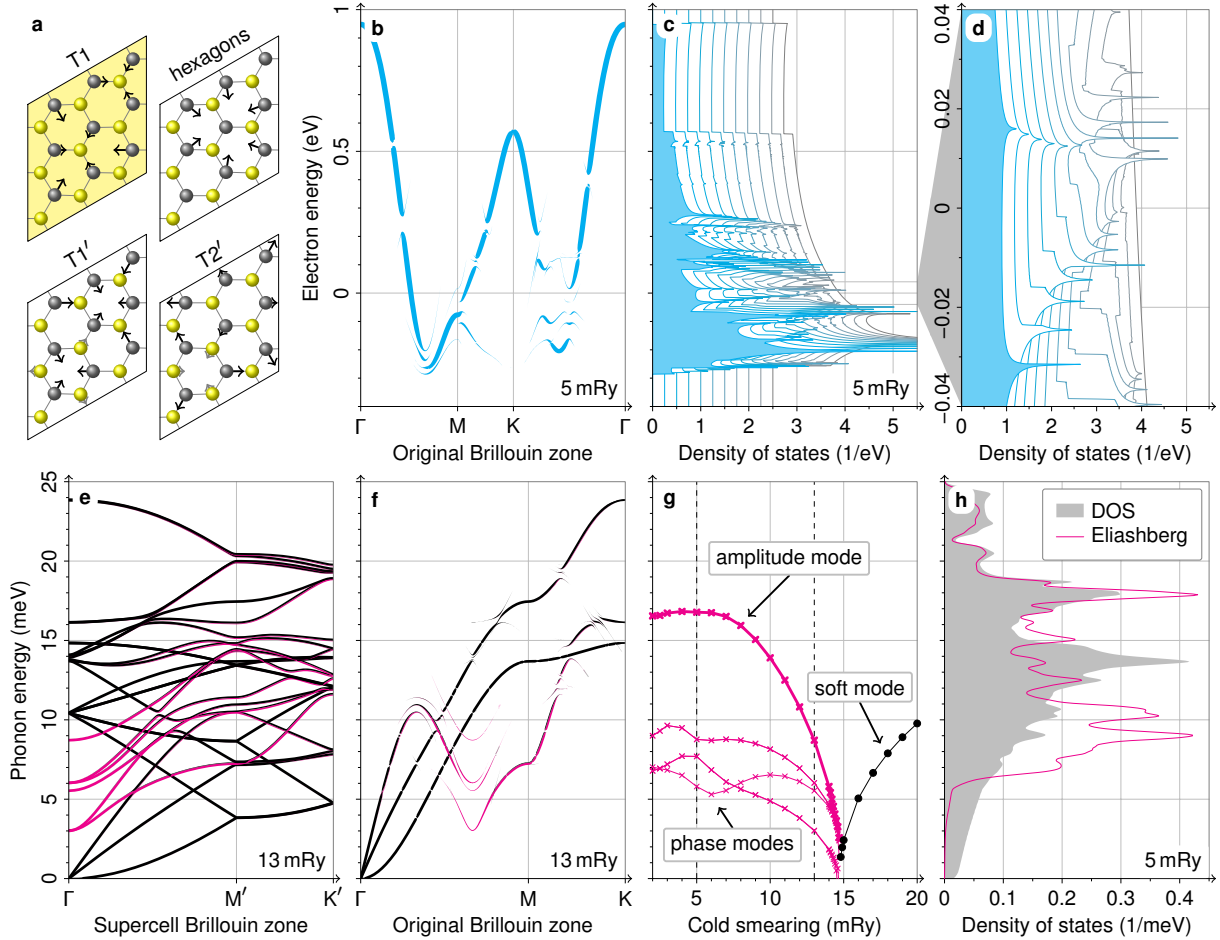 a
T1
hexagons
T1′
T2′
b
Electron energy (eV)
1
0.5
0
5 mRy
Γ M K Γ
Original Brillouin zone
c
5 mRy
0 1 2 3 4 5
Density of states (1/eV)
d
0.04
0.02
0
−0.02
−0.04
0 1 2 3 4 5
Density of states (1/eV)
e
Phonon energy (meV)
25
20
15
10
5
0
13 mRy
Γ M′ K′
Supercell Brillouin zone
f
13 mRy
Γ M K
Original Brillouin zone
g
amplitude mode
soft mode
phase modes
2 5 10 15 20
Cold smearing (mRy)
h
DOS
Eliashberg
5 mRy
0 0.1 0.2 0.3 0.4
Density of states (1/meV)